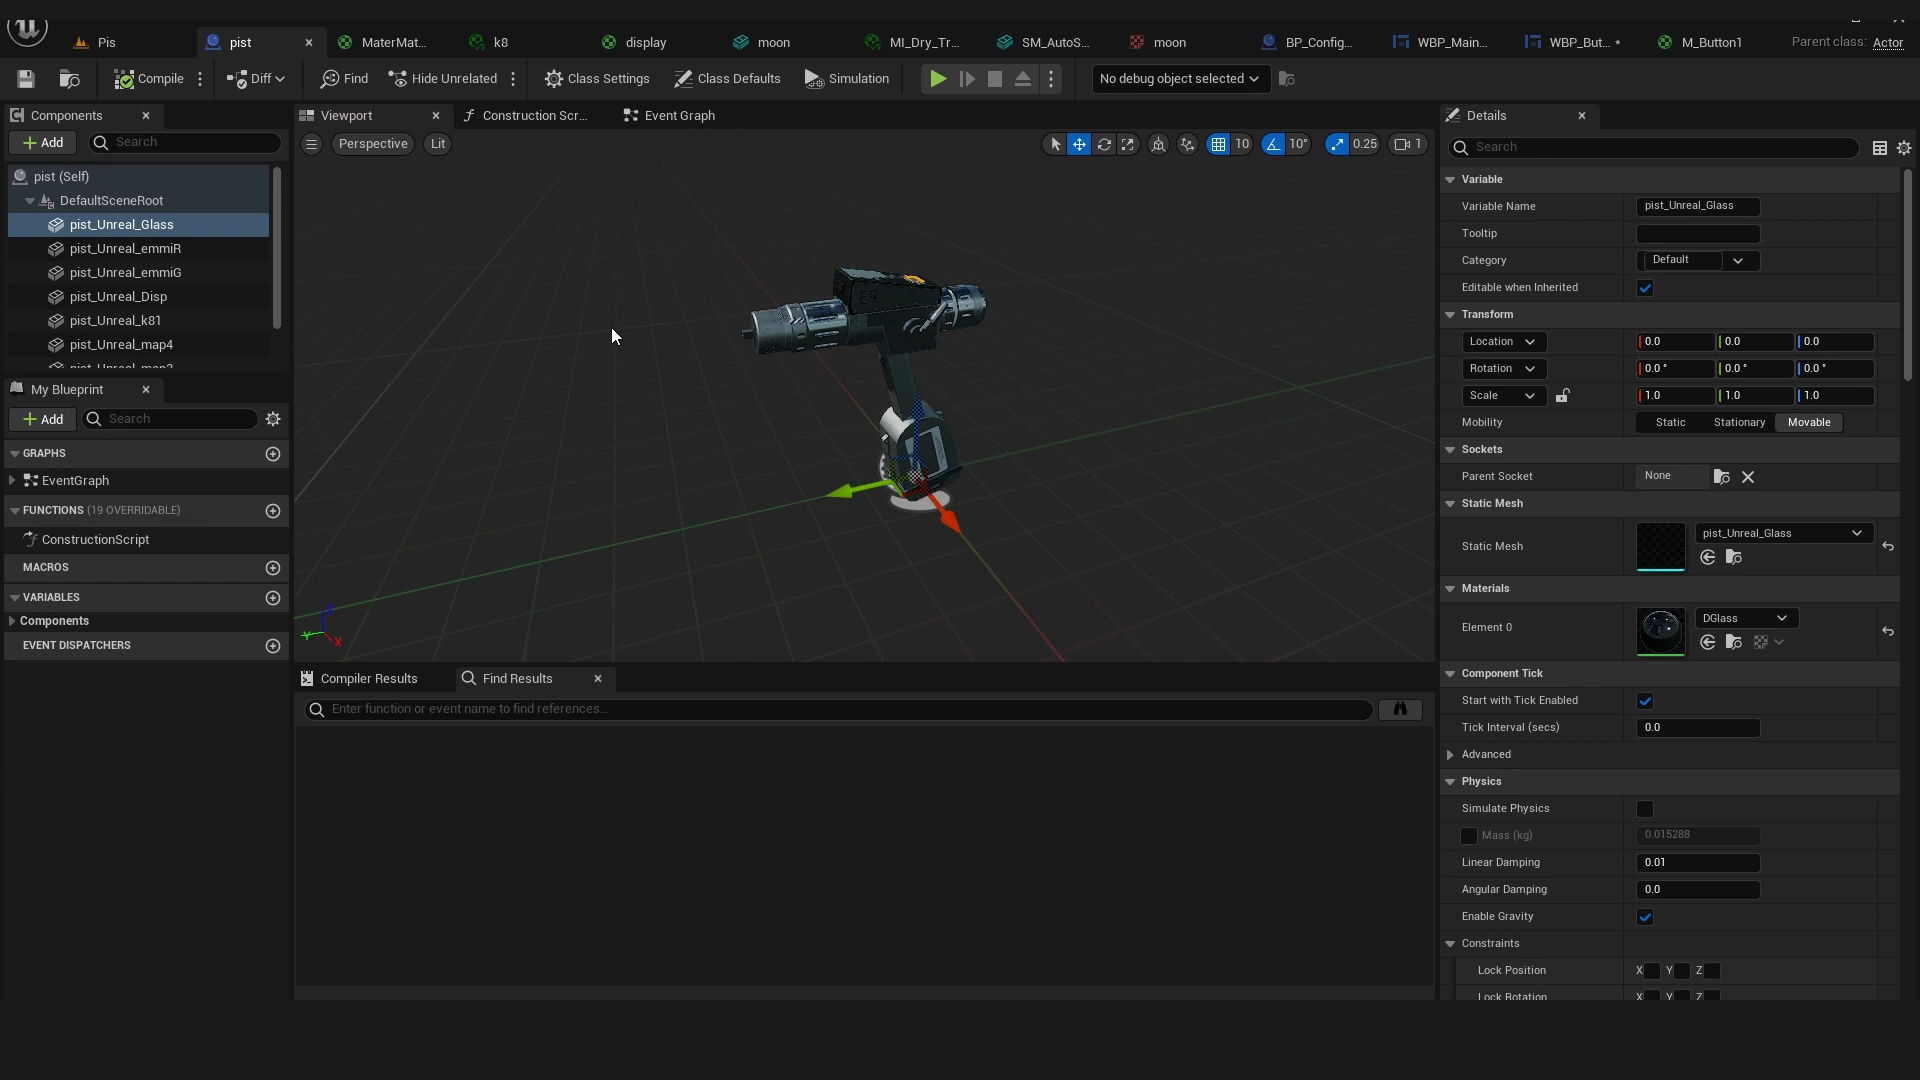 Pis
pist
MaterMat...
k8
display
moon
MI_Dry_Tr...
SM_AutoS...
moon
BP_Config...
WBP_Main...
WBP_But... •
M_Button1
Parent class: Actor
Compile
Diff
Find
Hide Unrelated
Class Settings
Class Defaults
Simulation
No debug object selected
Components
Add
Search
pist (Self)
DefaultSceneRoot
pist_Unreal_Glass
pist_Unreal_emmiR
pist_Unreal_emmiG
pist_Unreal_Disp
pist_Unreal_k81
pist_Unreal_map4
My Blueprint
Add
Search
GRAPHS
EventGraph
FUNCTIONS (19 OVERRIDABLE)
ConstructionScript
MACROS
VARIABLES
Components
EVENT DISPATCHERS
Viewport
Construction Scr...
Event Graph
Perspective
Lit
10
10°
0.25
1
E9
Y
X
Compiler Results
Find Results
Enter function or event name to find references...
Details
Search
Variable
Variable Name pist_Unreal_Glass
Tooltip
Category Default
Editable when Inherited
Transform
Location 0.0 0.0 0.0
Rotation 0.0 ° 0.0 ° 0.0 °
Scale 1.0 1.0 1.0
Mobility Static Stationary Movable
Sockets
Parent Socket None
Static Mesh
Static Mesh pist_Unreal_Glass
Materials
Element 0 DGlass
Component Tick
Start with Tick Enabled
Tick Interval (secs) 0.0
Advanced
Physics
Simulate Physics
Mass (kg) 0.015288
Linear Damping 0.01
Angular Damping 0.0
Enable Gravity
Constraints
Lock Position X Y Z
Lock Rotation X Y Z